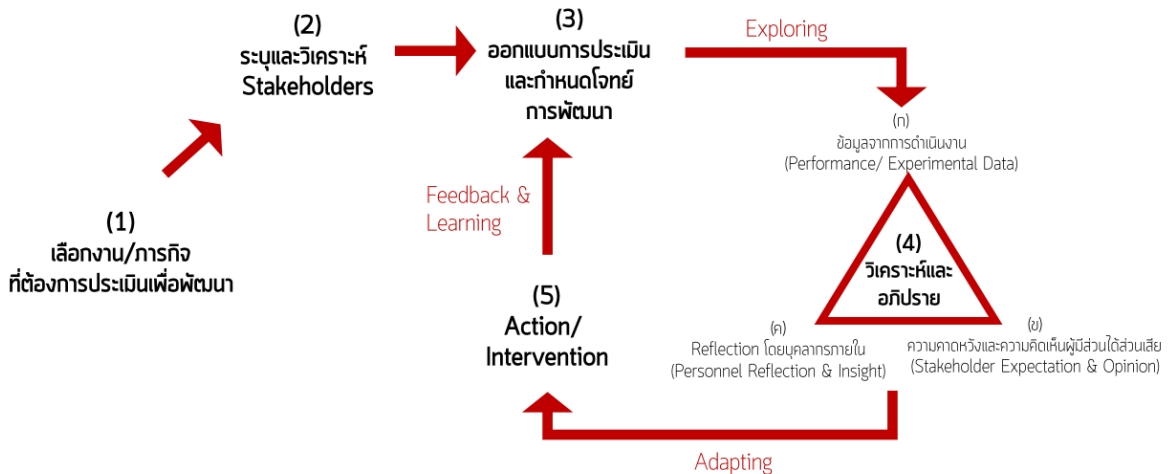 (1)
เลือกงาน/ภารกิจ
ที่ต้องการประเมินเพื่อพัฒนา
(2)
ระบุและวิเคราะห์
Stakeholders
(3)
ออกแบบการประเมิน
และกำหนดโจทย์
การพัฒนา
Exploring
(ก)
ข้อมูลจากการดำเนินงาน
(Performance/ Experimental Data)
(4)
วิเคราะห์และ
อภิปราย
(ข)
ความคาดหวังและความคิดเห็นผู้มีส่วนได้ส่วนเสีย
(Stakeholder Expectation & Opinion)
(ค)
Reflection โดยบุคลากรภายใน
(Personnel Reflection & Insight)
Adapting
(5)
Action/
Intervention
Feedback &
Learning